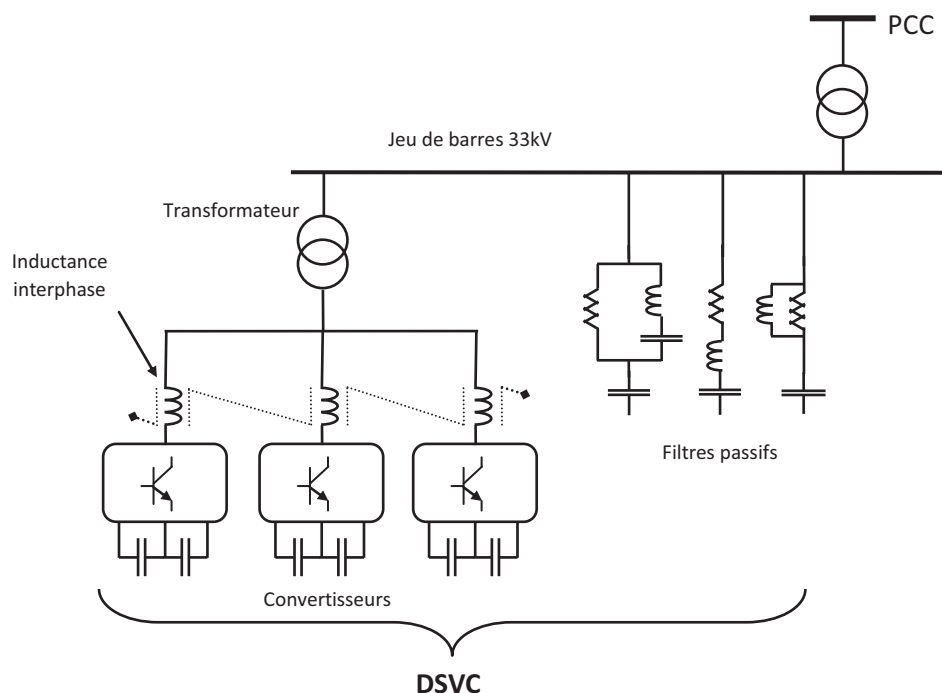 PCC
Jeu de barres 33kV
Transformateur
Inductance
interphase
Filtres passifs
Convertisseurs
DSVC